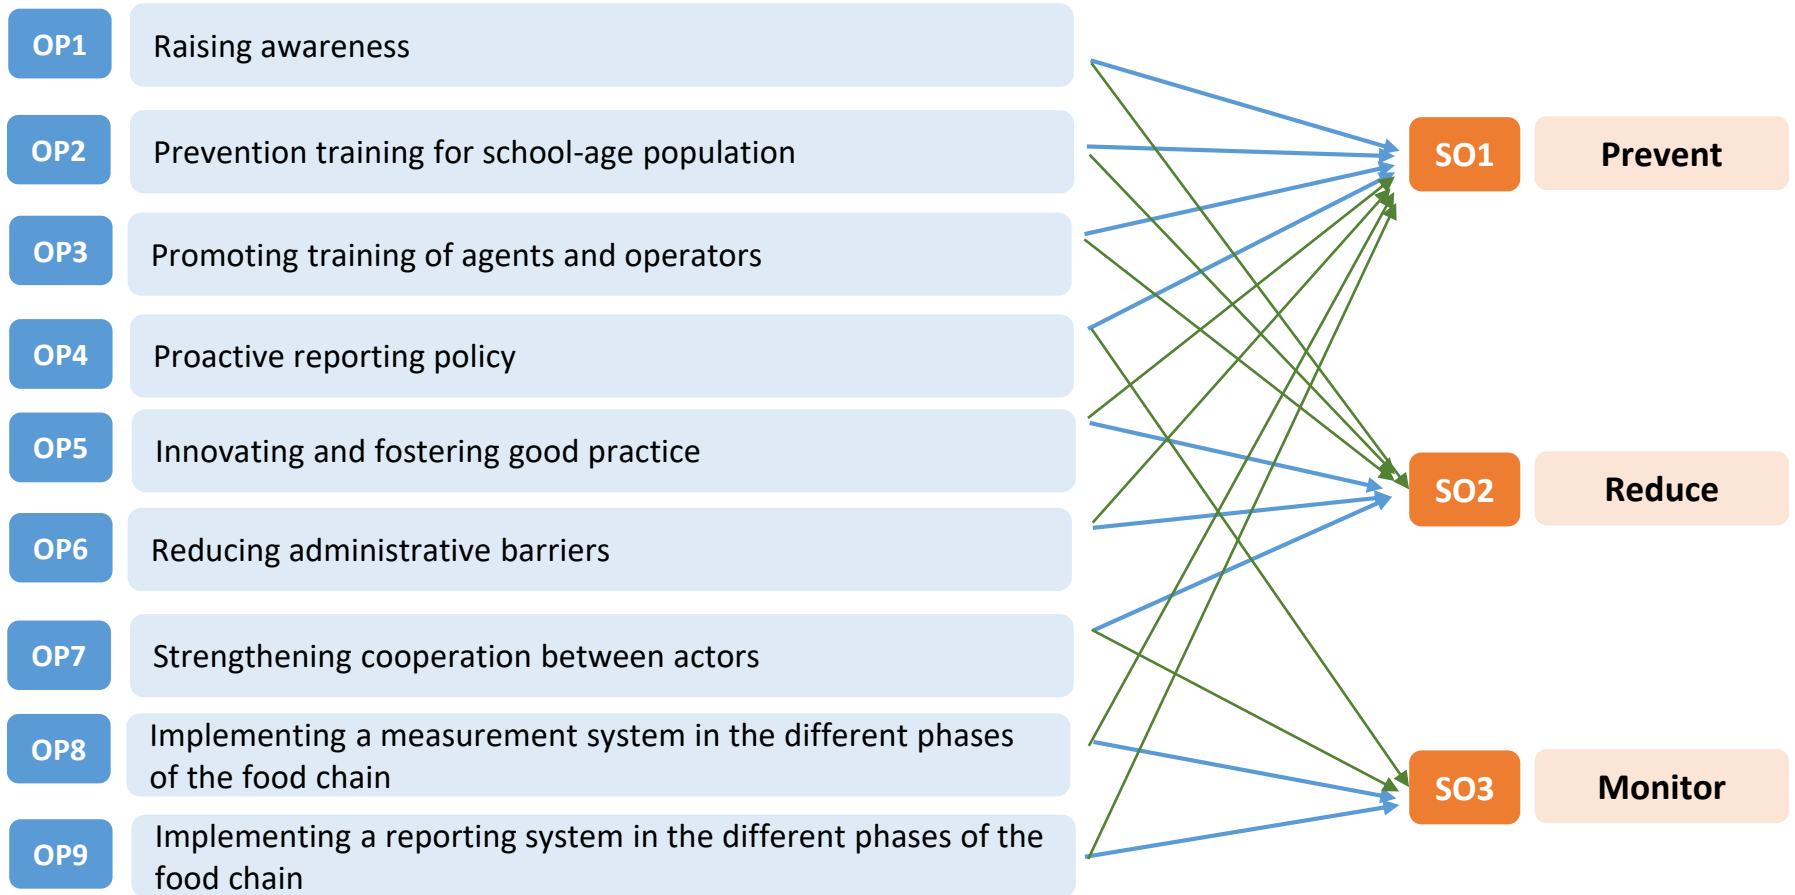 OP1 Raising awareness
OP2 Prevention training for school-age population
SO1 Prevent
OP3 Promoting training of agents and operators
OP4 Proactive reporting policy
OP5 Innovating and fostering good practice
SO2 Reduce
OP6 Reducing administrative barriers
OP7 Strengthening cooperation between actors
OP8 Implementing a measurement system in the different phases
of the food chain
SO3 Monitor
OP9 Implementing a reporting system in the different phases of the
food chain